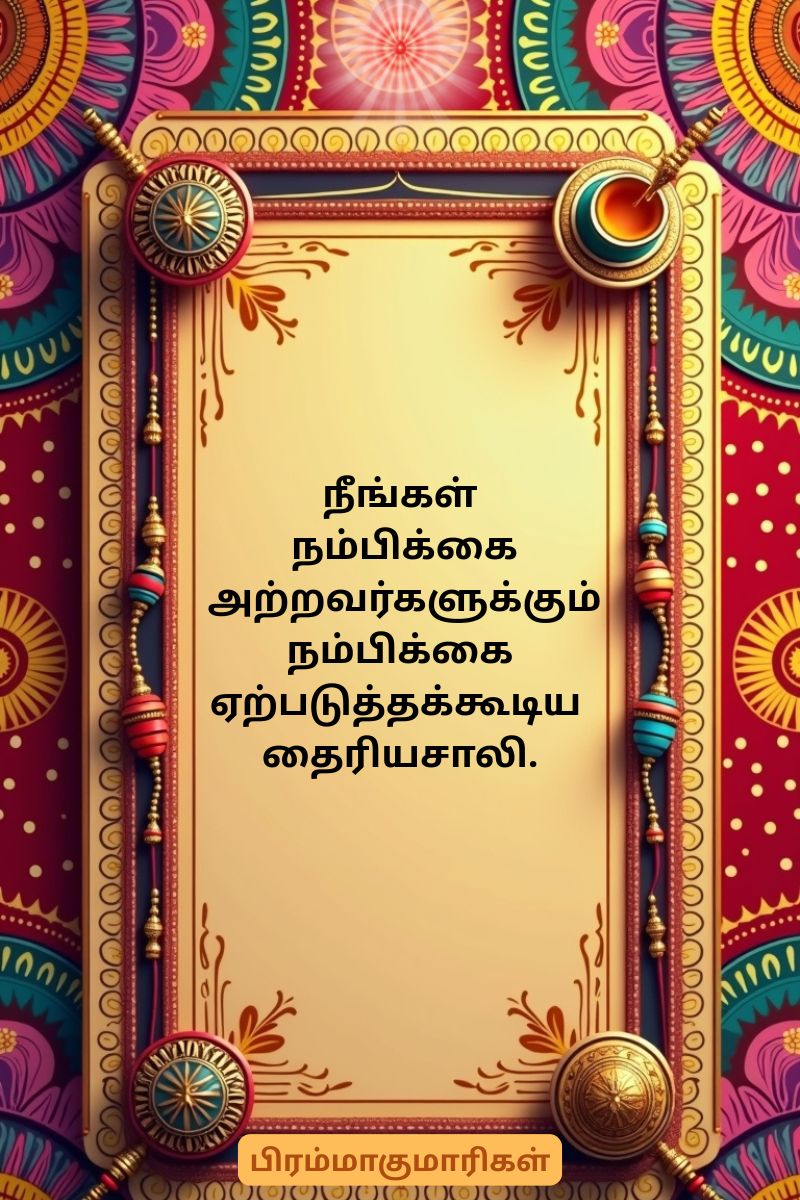 நீங்கள்
நம்பிக்கை
அற்றவர்களுக்கும்
நம்பிக்கை
ஏற்படுத்தக்கூடிய
தைரியசாலி.
பிரம்மாகுமாரிகள்